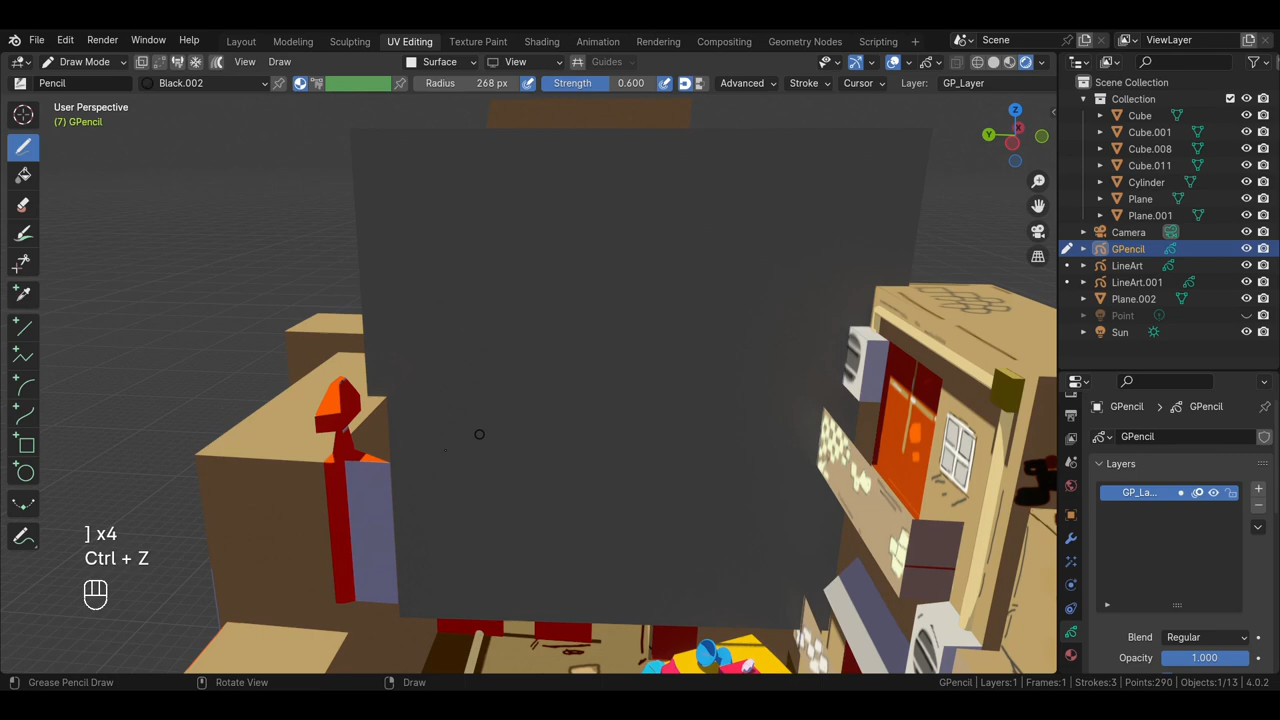 File Edit Render Window Help Layout Modeling Sculpting UV Editing Texture Paint Shading Animation Rendering Compositing Geometry Nodes Scripting Scene ViewLayer
Draw Mode View Draw Surface View Guides
Pencil Black.002 Radius 268 px Strength 0.600 Advanced Stroke Cursor Layer: GP_Layer
User Perspective
(7) GPencil
Z
Y
X
Scene Collection
Collection
Cube
Cube.001
Cube.008
Cube.011
Cylinder
Plane
Plane.001
Camera
GPencil
LineArt
LineArt.001
Plane.002
Point
Sun
GPencil > GPencil
GPencil
Layers
GP_La...
Blend Regular
Opacity 1.000
] x4
Ctrl + Z
Grease Pencil Draw Rotate View Draw GPencil | Layers:1 | Frames:1 | Strokes:3 | Points:290 | Objects:1/13 | 4.0.2